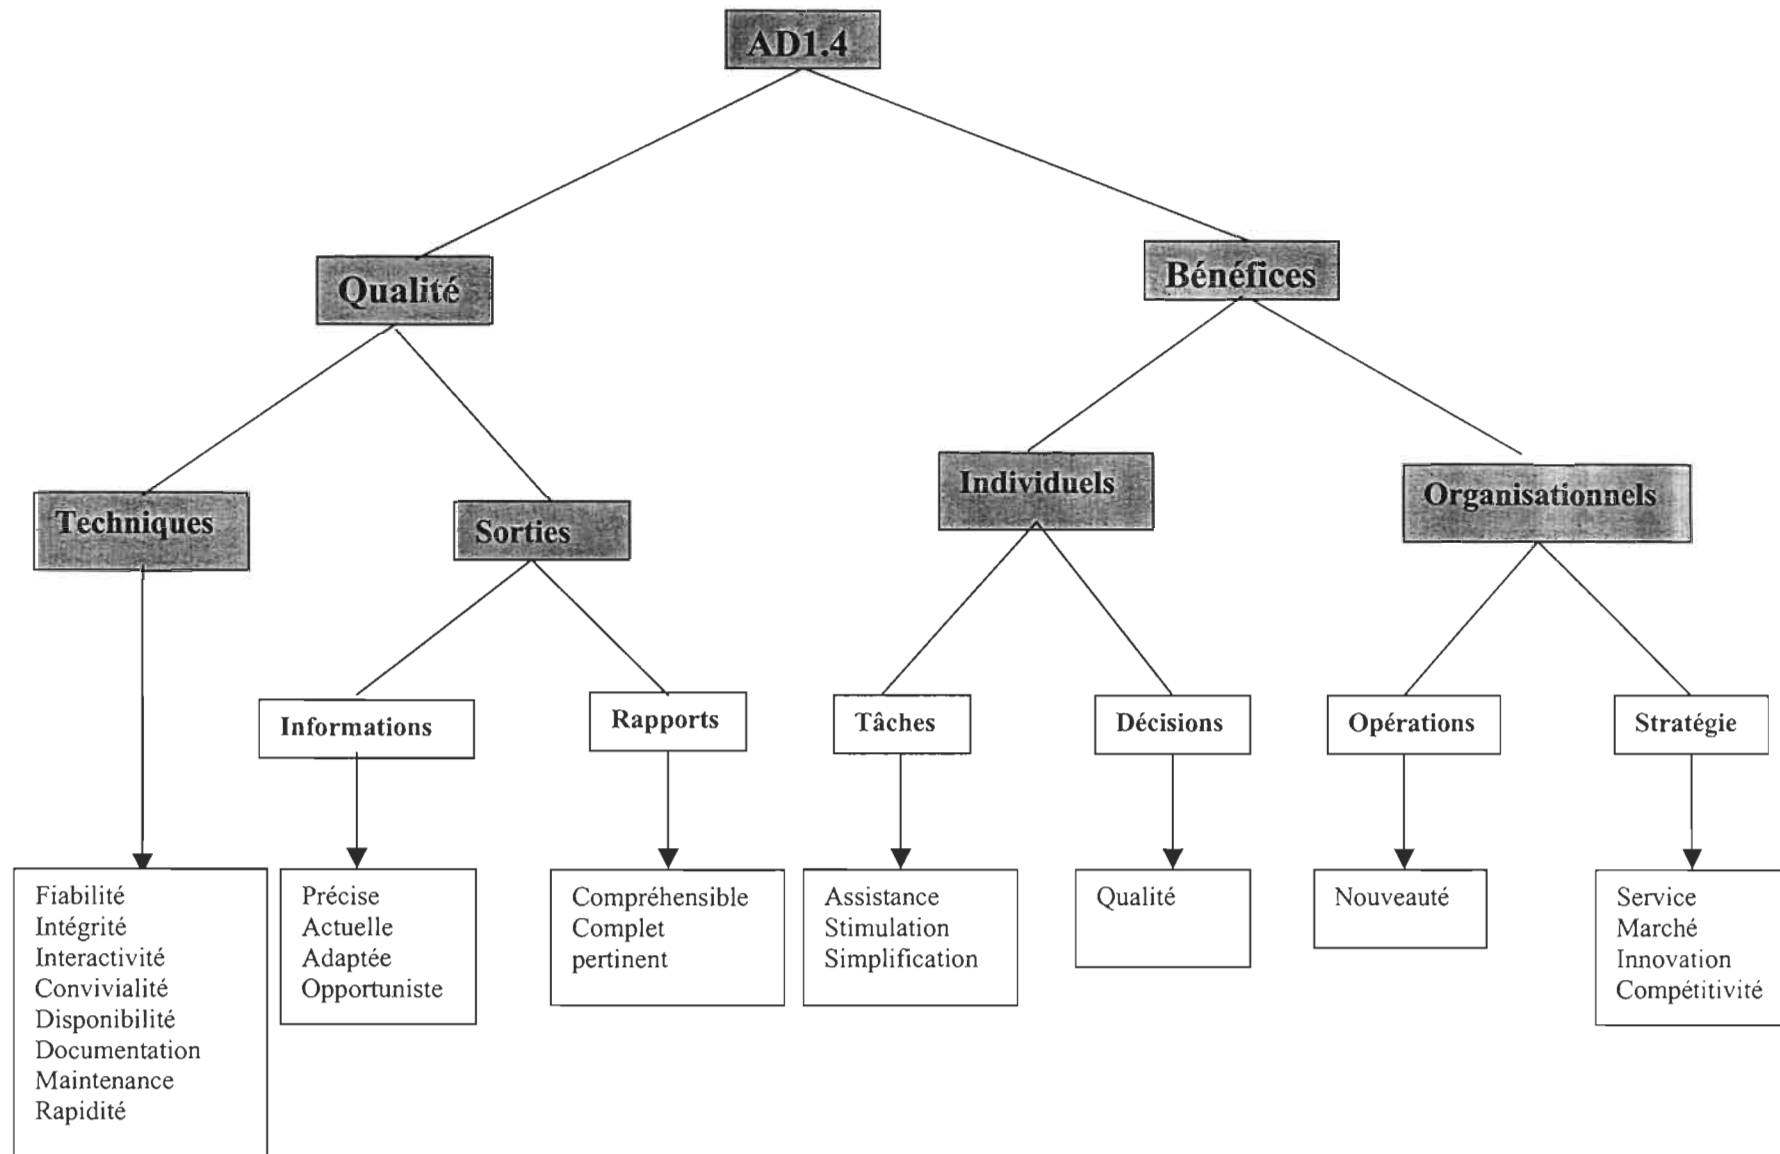 AD1.4
Qualité
Bénéfices
Techniques
Sorties
Individuels
Organisationnels
Informations
Rapports
Tâches
Décisions
Opérations
Stratégie
Fiabilité
Intégrité
Interactivité
Convivialité
Disponibilité
Documentation
Maintenance
Rapidité
Précise
Actuelle
Adaptée
Opportuniste
Compréhensible
Complet
pertinent
Assistance
Stimulation
Simplification
Qualité
Nouveauté
Service
Marché
Innovation
Compétitivité